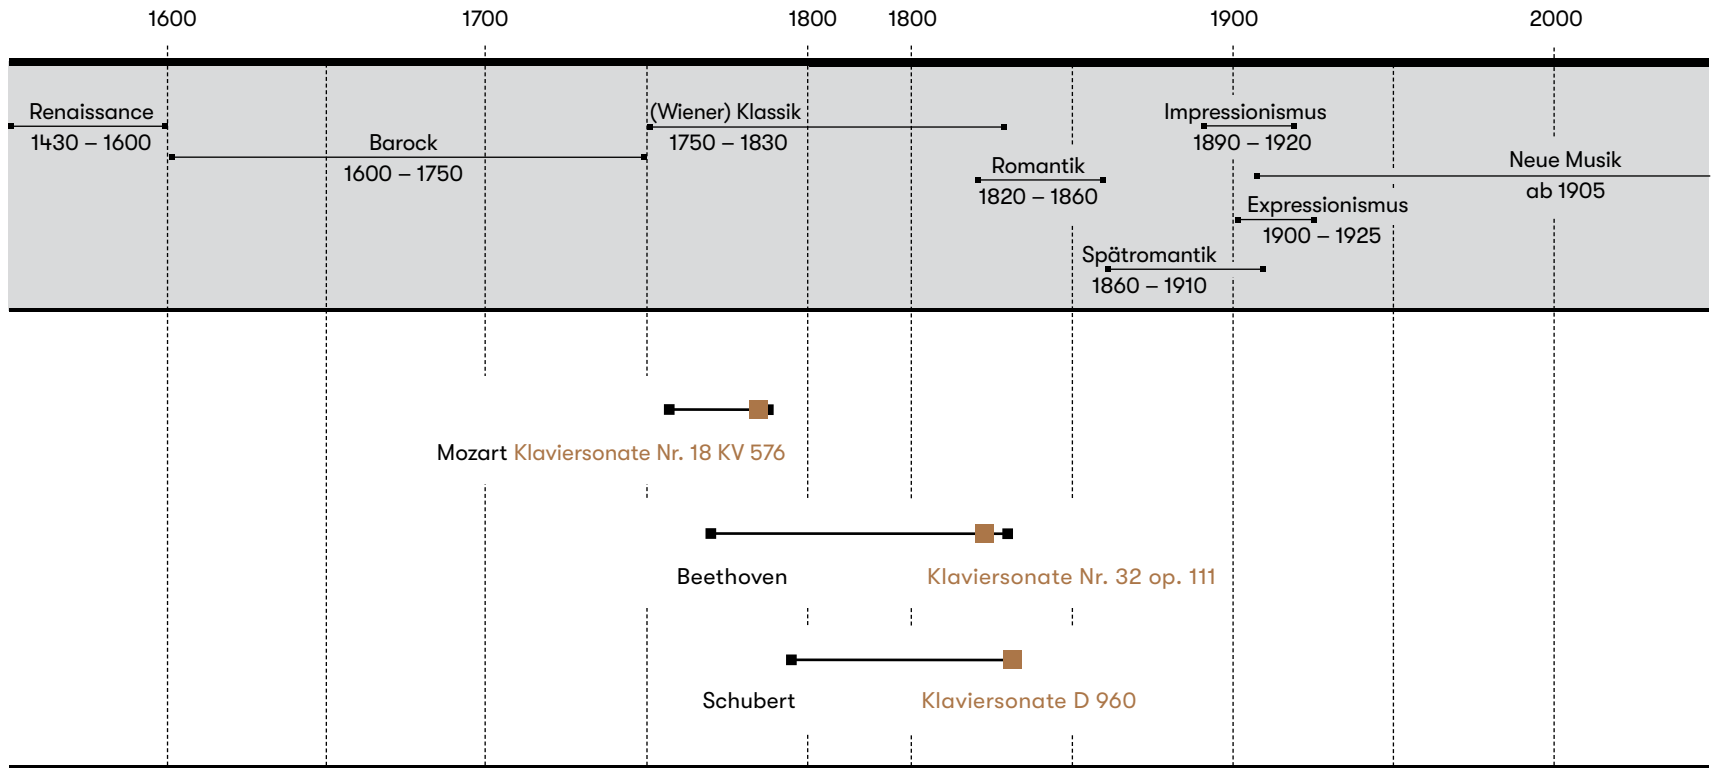 1600 1700 1800 1800 1900 2000
Renaissance
1430 – 1600
Barock
1600 – 1750
(Wiener) Klassik
1750 – 1830
Romantik
1820 – 1860
Spätromantik
1860 – 1910
Impressionismus
1890 – 1920
Expressionismus
1900 – 1925
Neue Musik
ab 1905
Mozart Klaviersonate Nr. 18 KV 576
Beethoven Klaviersonate Nr. 32 op. 111
Schubert Klaviersonate D 960